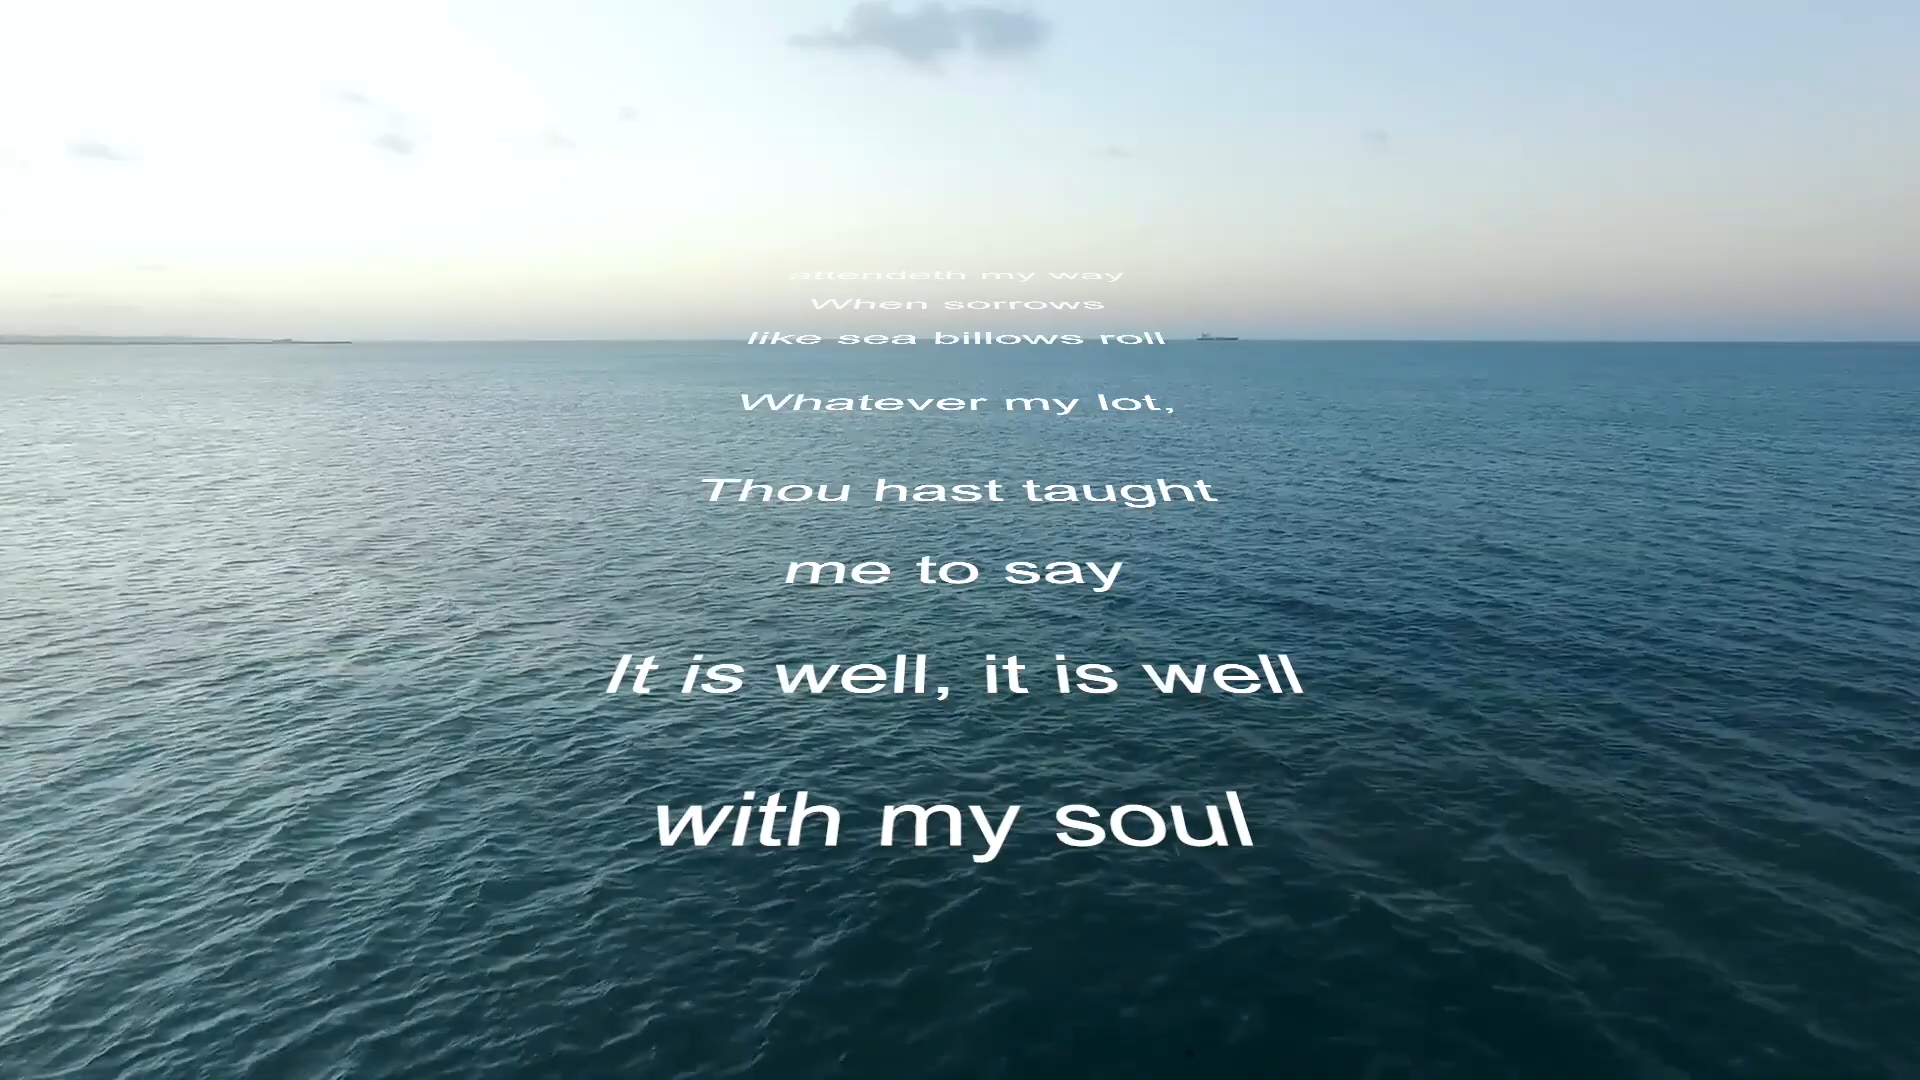 attendeth my way
When sorrows
like sea billows roll
Whatever my lot,
Thou hast taught
me to say
It is well, it is well
with my soul